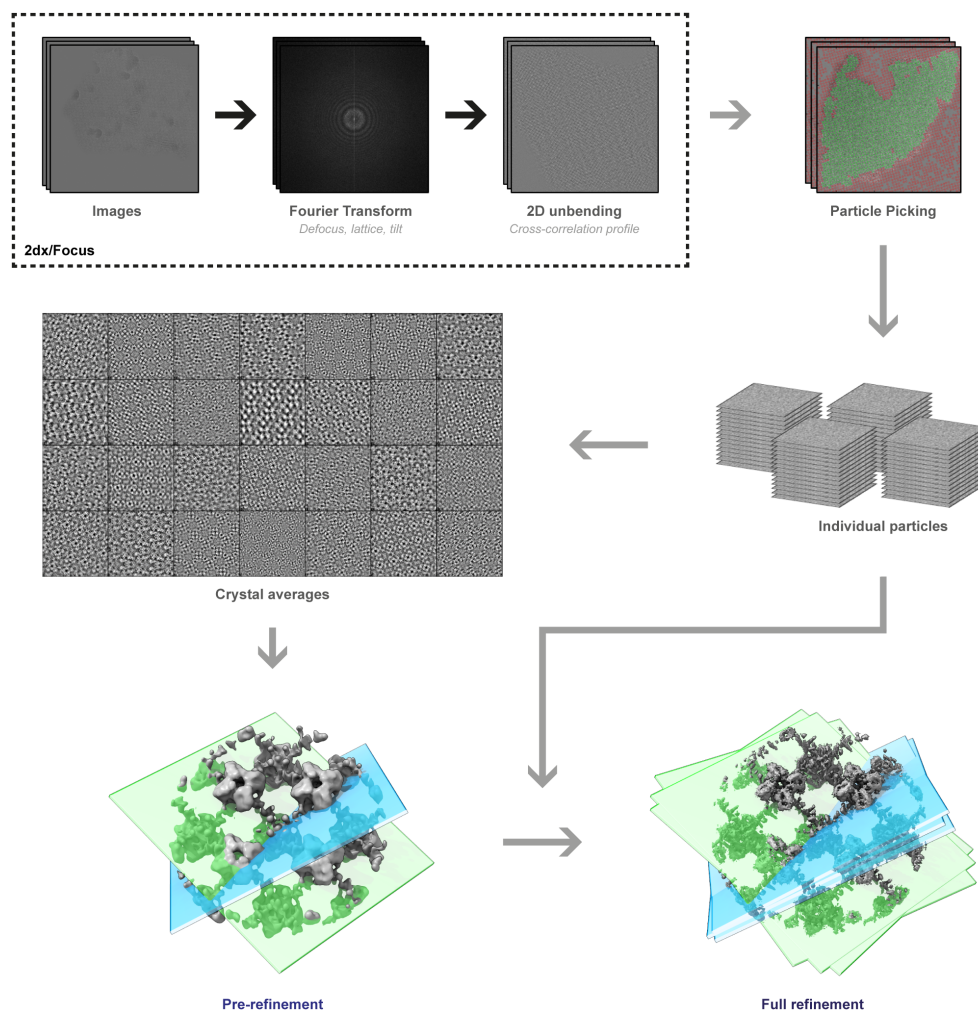 Images
Fourier Transform
Defocus, lattice, tilt
2D unbending
Cross-correlation profile
Particle Picking
2dx/Focus
Individual particles
Crystal averages
Pre-refinement
Full refinement